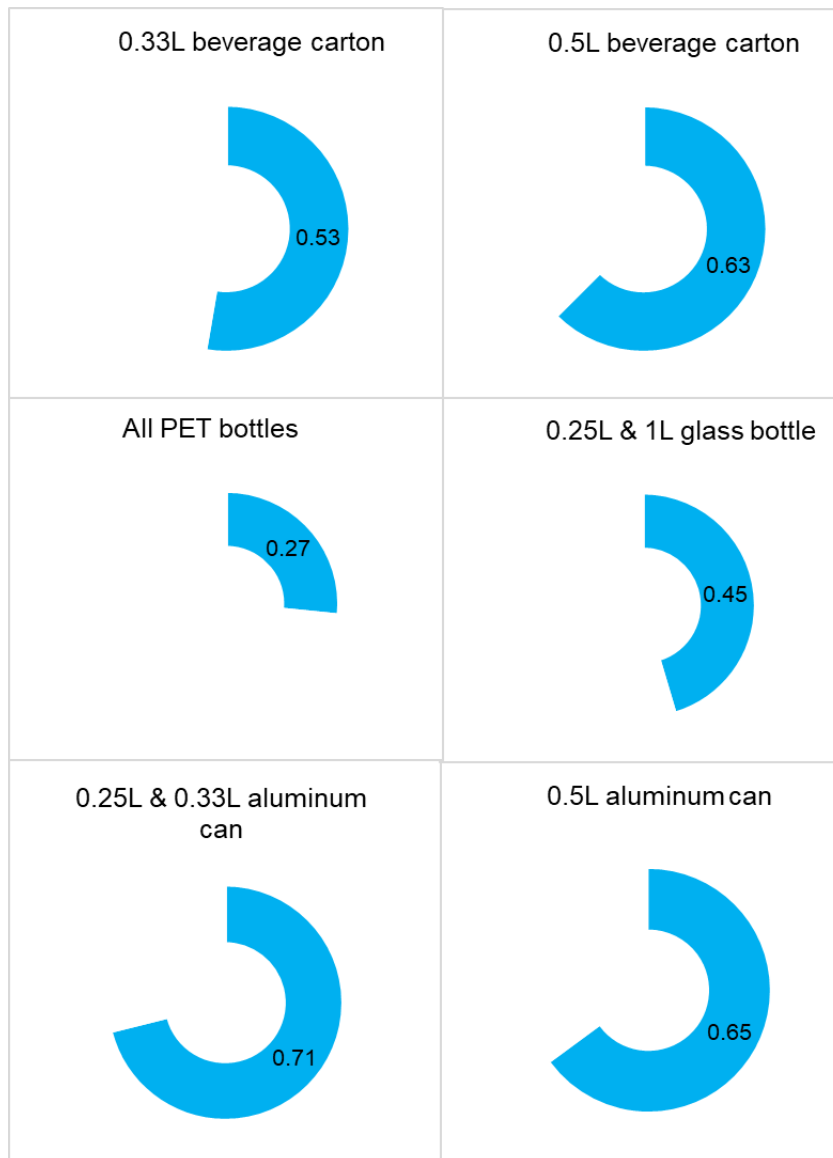 0.33L beverage carton
0.53
0.5L beverage carton
0.63
All PET bottles
0.27
0.25L & 1L glass bottle
0.45
0.25L & 0.33L aluminum
can
0.71
0.5L aluminum can
0.65